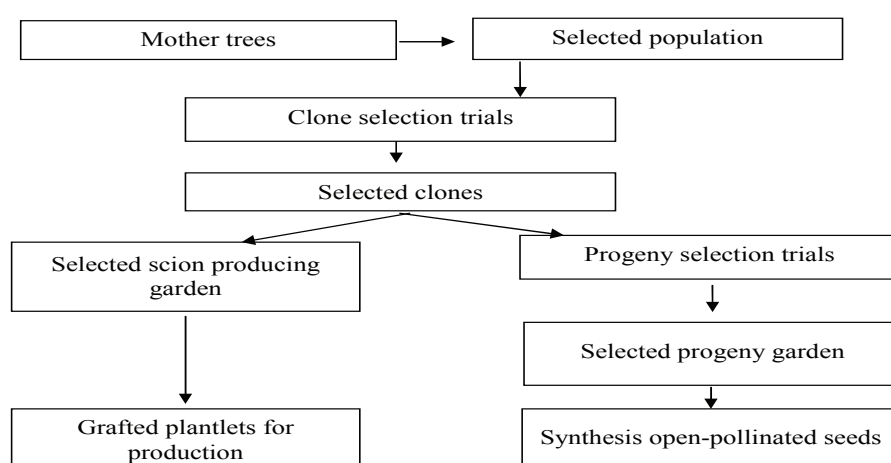 Mother trees
Selected population
Clone selection trials
Selected clones
Selected scion producing
garden
Progeny selection trials
Selected progeny garden
Grafted plantlets for
production
Synthesis open-pollinated seeds